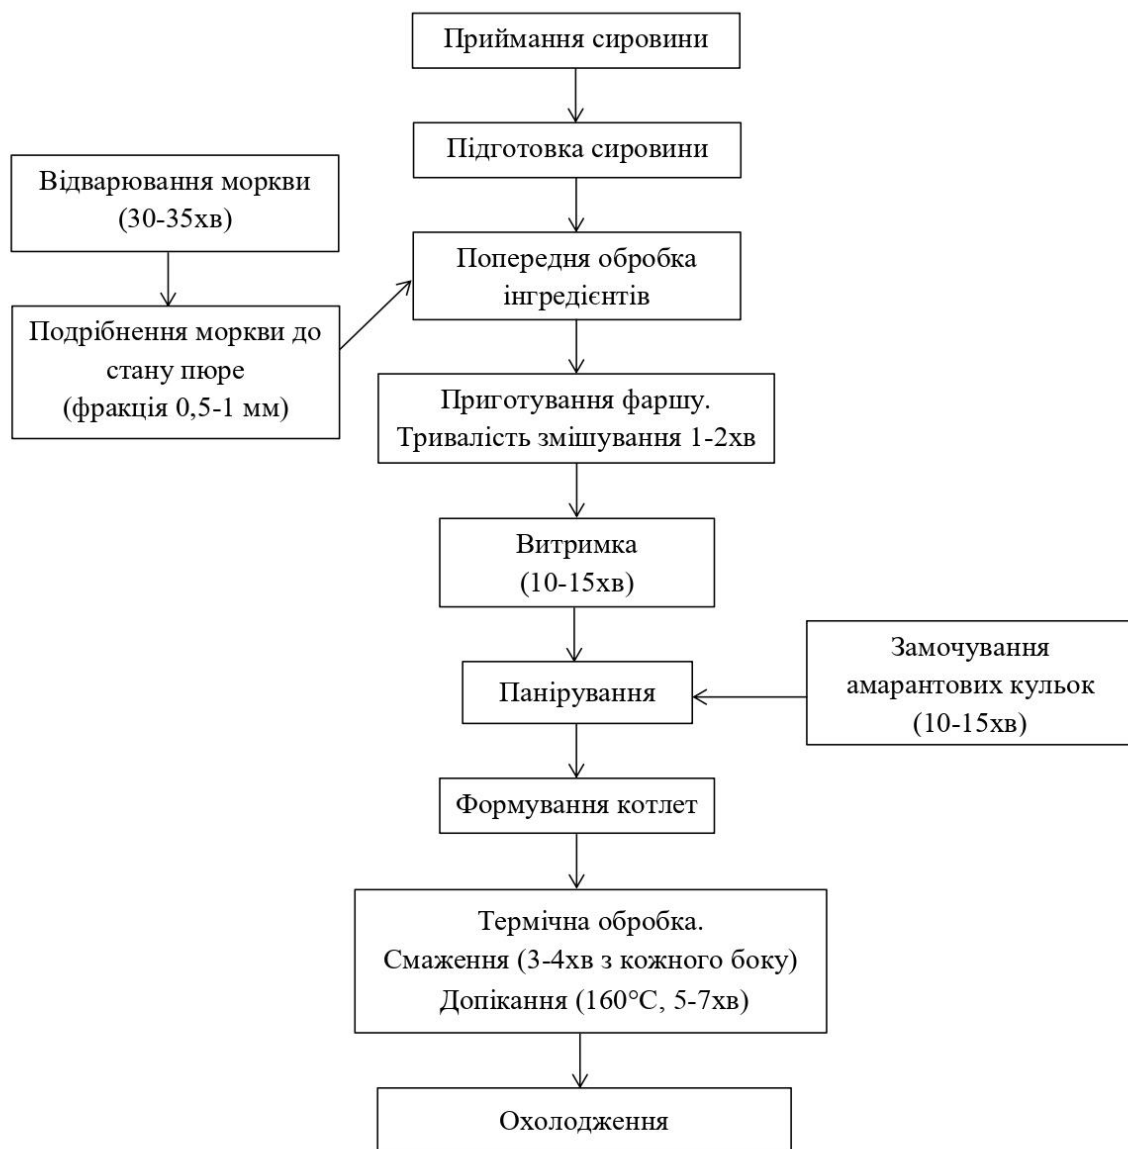 Приймання сировини
Підготовка сировини
Відварювання моркви
(30-35хв)
Подрібнення моркви до
стану пюре
(фракція 0,5-1 мм)
Попередня обробка
інгредієнтів
Приготування фаршу.
Тривалість змішування 1-2хв
Витримка
(10-15хв)
Замочування
амарантових кульок
(10-15хв)
Панірування
Формування котлет
Термічна обробка.
Смаження (3-4хв з кожного боку)
Допікання (160°С, 5-7хв)
Охолодження